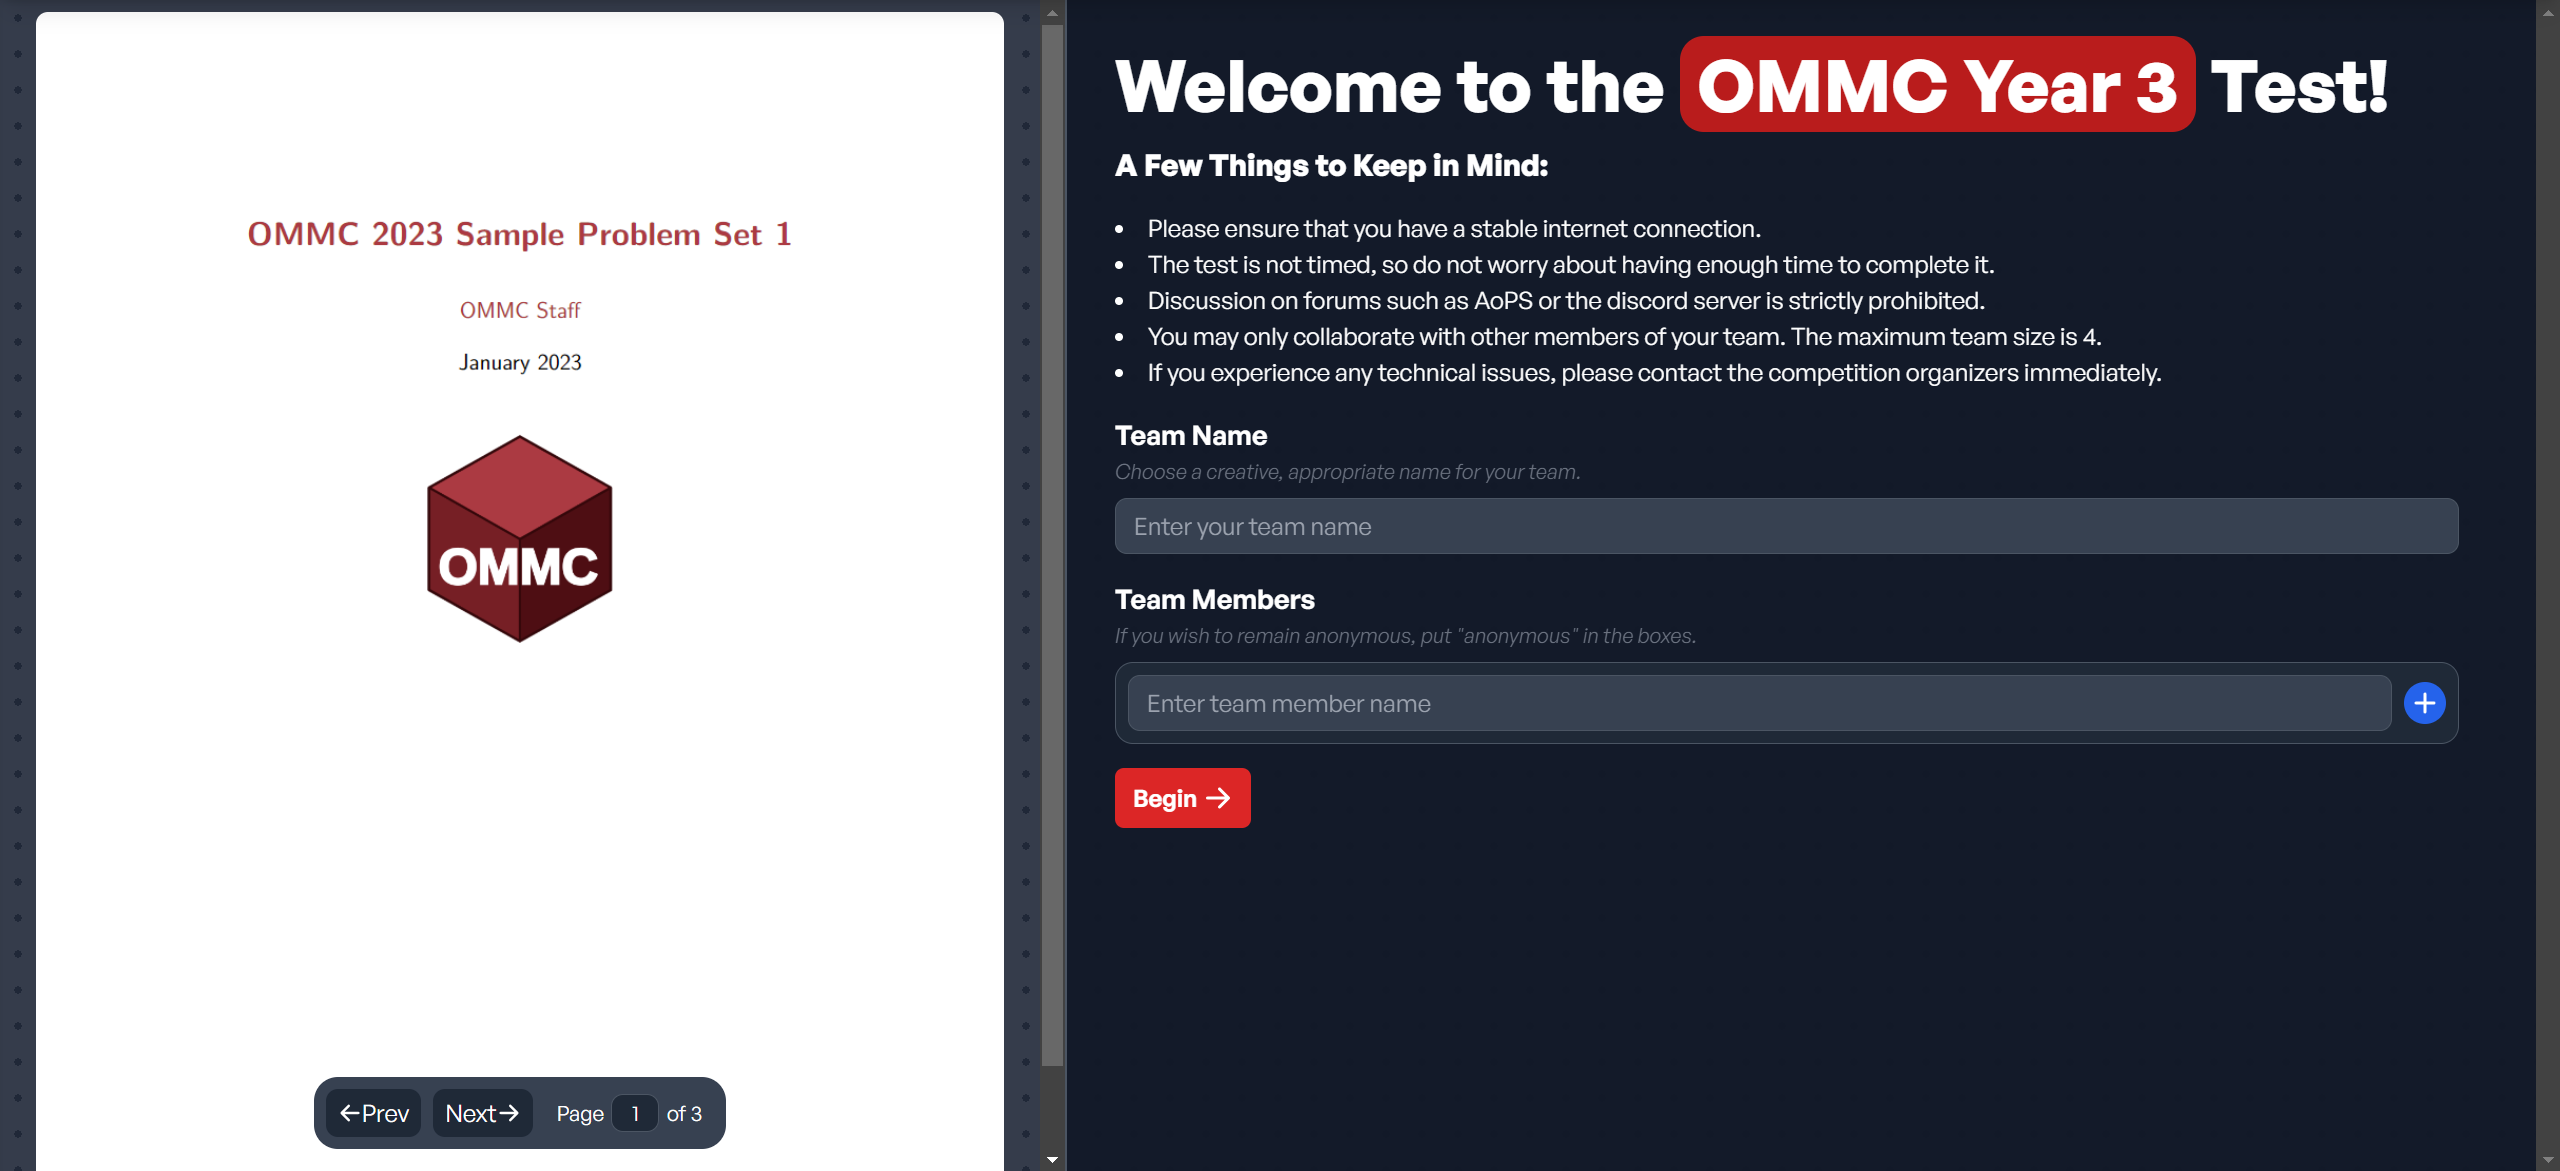 OMMC 2023 Sample Problem Set 1
OMMC Staff
January 2023
OMMC
Prev
Next
Page 1 of 3
Welcome to the OMMC Year 3 Test!
A Few Things to Keep in Mind:
Please ensure that you have a stable internet connection.
The test is not timed, so do not worry about having enough time to complete it.
Discussion on forums such as AoPS or the discord server is strictly prohibited.
You may only collaborate with other members of your team. The maximum team size is 4.
If you experience any technical issues, please contact the competition organizers immediately.
Team Name
Choose a creative, appropriate name for your team.
Enter your team name
Team Members
If you wish to remain anonymous, put "anonymous" in the boxes.
Enter team member name
Begin